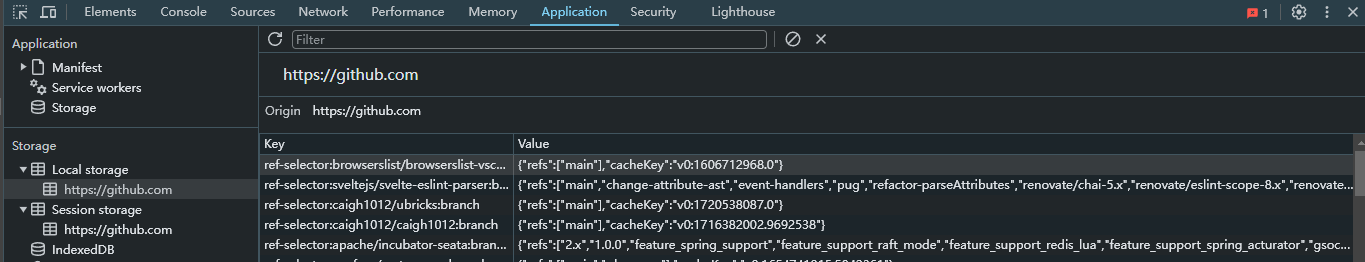 Elements Console Sources Network Performance Memory Application Security Lighthouse 1
Application
Manifest
Service workers
Storage
Storage
Local storage
https://github.com
Session storage
https://github.com
IndexedDB
Filter
https://github.com
Origin https://github.com
Key Value
ref-selector:browserslist/browserslist-vsc... {"refs":["main"],"cacheKey":"v0:1606712968.0"}
ref-selector:sveltejs/svelte-eslint-parser:b... {"refs":["main","change-attribute-ast","event-handlers","pug","refactor-parseAttributes","renovate/chai-5.x","renovate/eslint-scope-8.x","renovate...
ref-selector:caigh1012/ubricks:branch {"refs":["main"],"cacheKey":"v0:1720538087.0"}
ref-selector:caigh1012/caigh1012:branch {"refs":["main"],"cacheKey":"v0:1716382002.9692538"}
ref-selector:apache/incubator-seata:bran... {"refs":["2.x","1.0.0","feature_spring_support","feature_support_raft_mode","feature_support_redis_lua","feature_support_spring_acturator","gsoc...